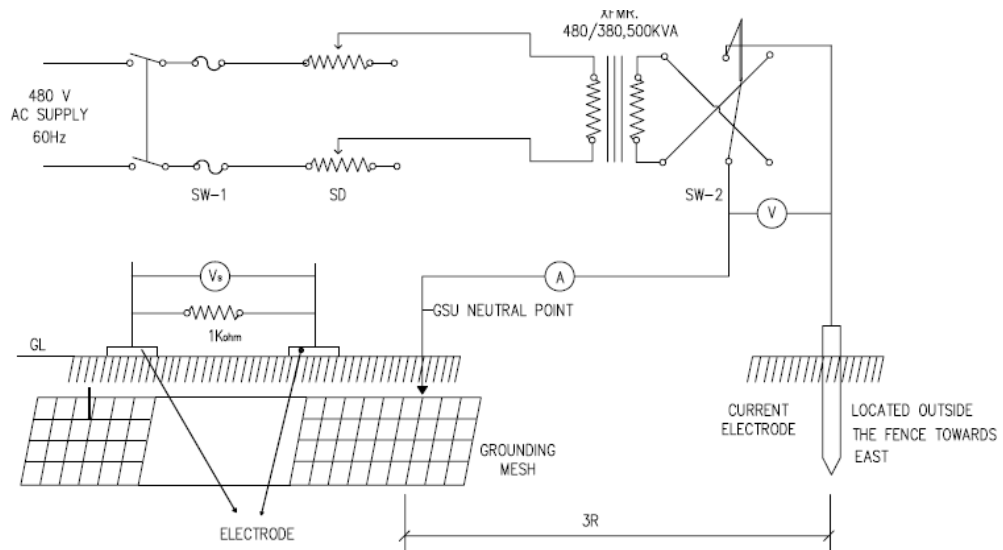 XFMR.
480/380,500KVA
480 V
AC SUPPLY
60Hz
SW-1
SD
SW-2
V
A
Vs
GSU NEUTRAL POINT
1Kohm
GL
GROUNDING
MESH
CURRENT
ELECTRODE
LOCATED OUTSIDE
THE FENCE TOWARDS
EAST
ELECTRODE
3R